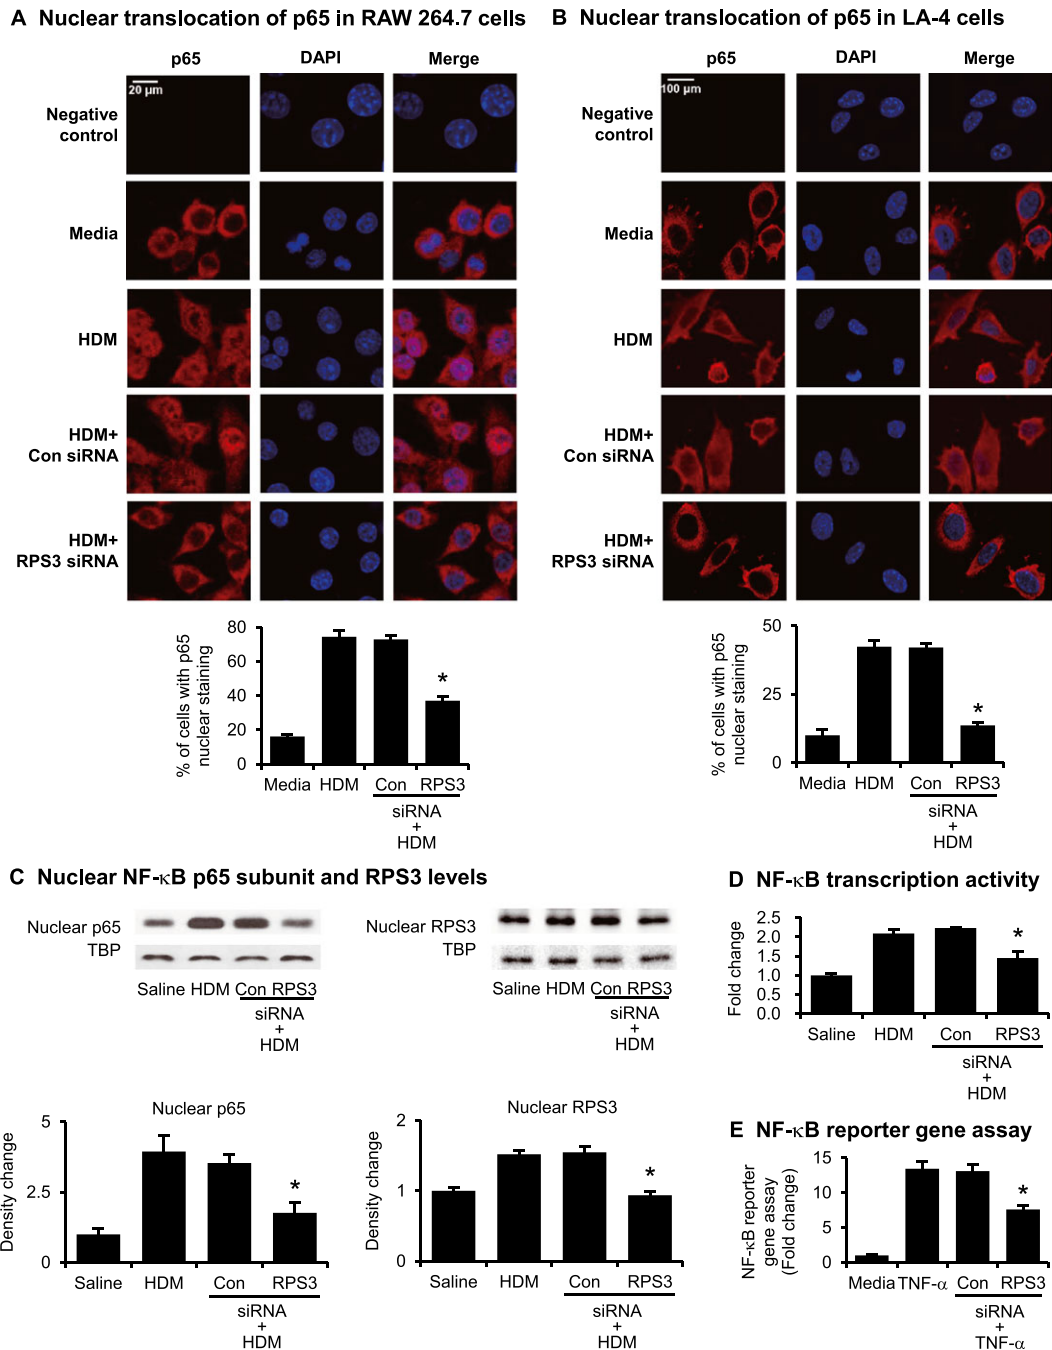 A Nuclear translocation of p65 in RAW 264.7 cells
p65 DAPI Merge
20 µm
Negative
control
Media
HDM
HDM+
Con siRNA
HDM+
RPS3 siRNA
% of cells with p65
nuclear staining
80
60
40
20
0
*
Media HDM Con RPS3
siRNA
+
HDM
B Nuclear translocation of p65 in LA-4 cells
p65 DAPI Merge
100 µm
Negative
control
Media
HDM
HDM+
Con siRNA
HDM+
RPS3 siRNA
% of cells with p65
nuclear staining
50
25
0
*
Media HDM Con RPS3
siRNA
+
HDM
C Nuclear NF-κB p65 subunit and RPS3 levels
Nuclear p65
TBP
Saline HDM Con RPS3
siRNA
+
HDM
Nuclear RPS3
TBP
Saline HDM Con RPS3
siRNA
+
HDM
Nuclear p65
Density change
5
2.5
0
*
Saline HDM Con RPS3
siRNA
+
HDM
Nuclear RPS3
Density change
2
1
0
*
Saline HDM Con RPS3
siRNA
+
HDM
D NF-κB transcription activity
Fold change
2.5
2.0
1.5
1.0
0.5
0.0
*
Saline HDM Con RPS3
siRNA
+
HDM
E NF-κB reporter gene assay
NF-κB reporter
gene assay
(Fold change)
15
10
5
0
*
Media TNF-α Con RPS3
siRNA
+
TNF-α